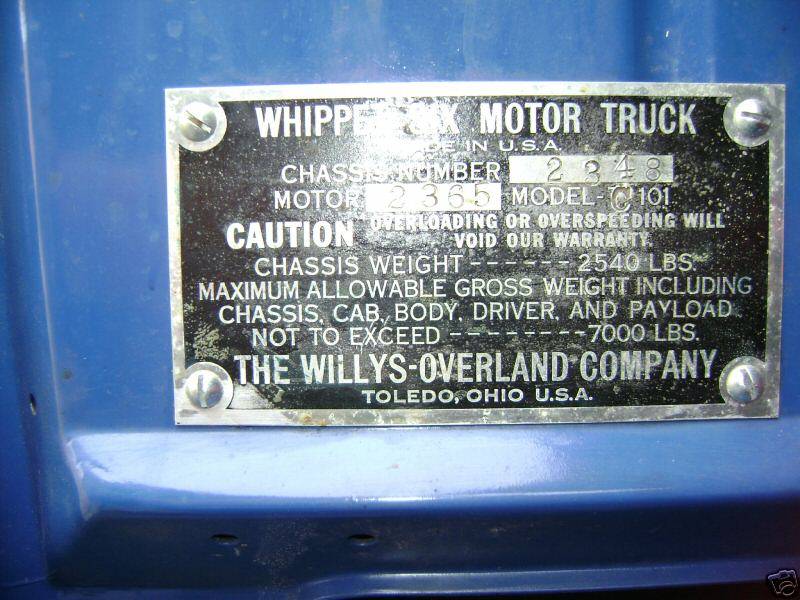 WHIPPET SIX MOTOR TRUCK
MADE IN U.S.A.
CHASSIS NUMBER 2348
MOTOR 2365 MODEL- C 101
CAUTION OVERLOADING OR OVERSPEEDING WILL
VOID OUR WARRANTY.
CHASSIS WEIGHT ------ 2540 LBS.
MAXIMUM ALLOWABLE GROSS WEIGHT INCLUDING
CHASSIS, CAB, BODY, DRIVER, AND PAYLOAD
NOT TO EXCEED -------- 7000 LBS.
THE WILLYS-OVERLAND COMPANY
TOLEDO, OHIO U.S.A.